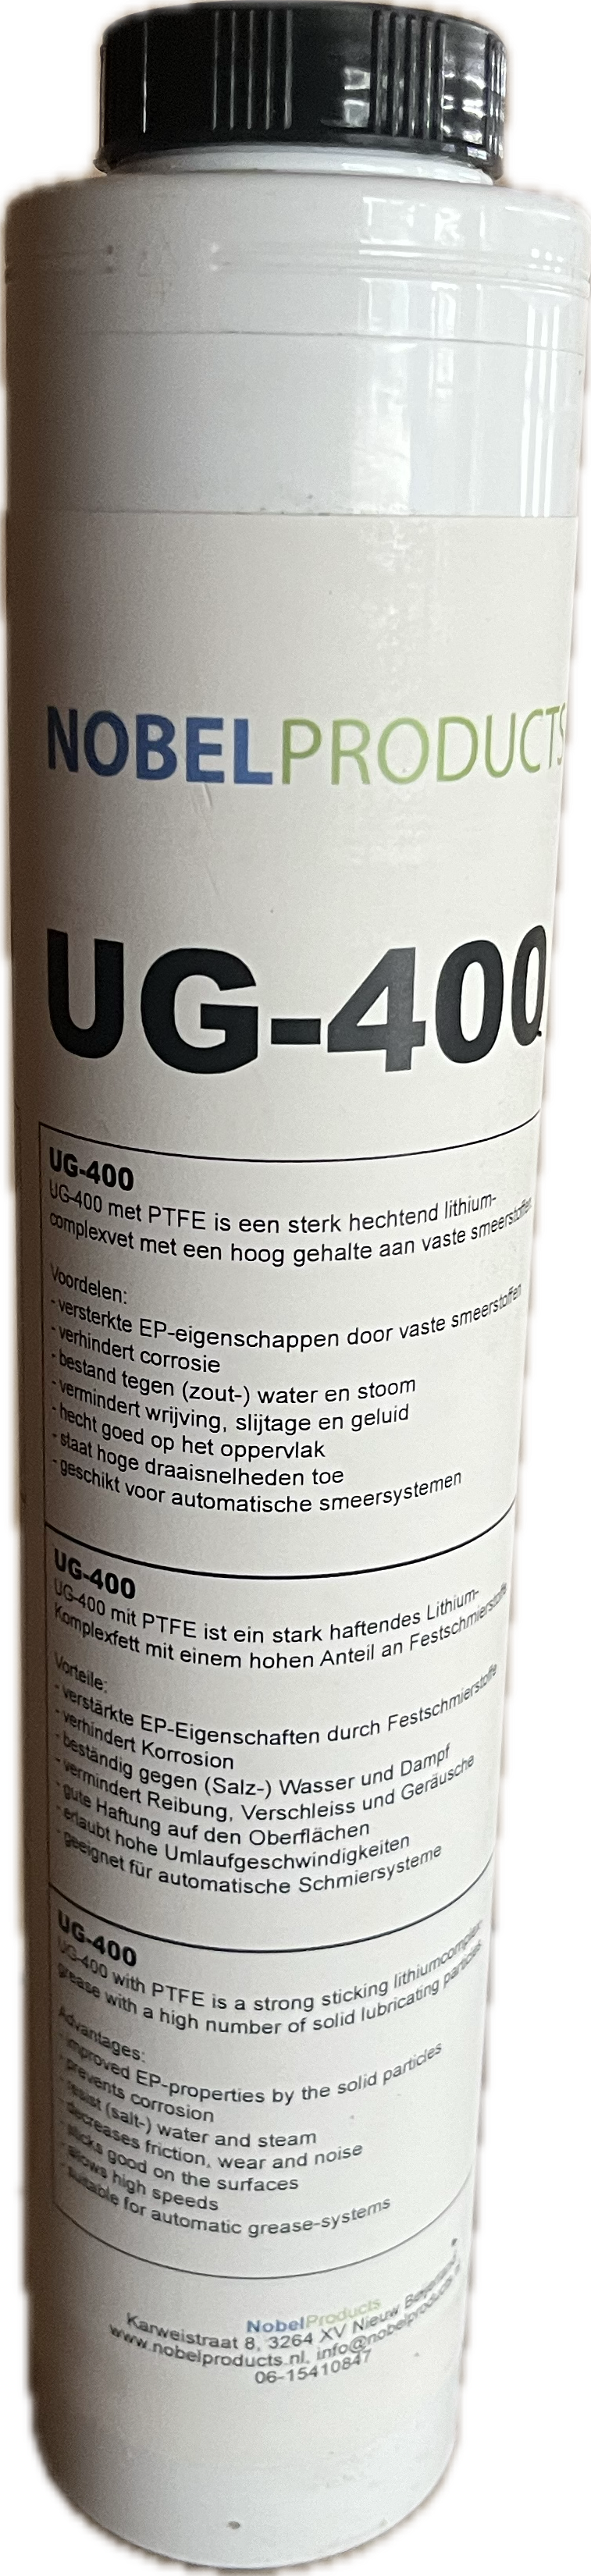 NOBELPRODUCTS
UG-400
UG-400
UG-400 met PTFE is een sterk hechtend lithium-
complexvet met een hoog gehalte aan vaste smeerstoffen
Voordelen:
- versterkte EP-eigenschappen door vaste smeerstoffen
- verhindert corrosie
- bestand tegen (zout-) water en stoom
- vermindert wrijving, slijtage en geluid
- hecht goed op het oppervlak
- staat hoge draaisnelheden toe
- geschikt voor automatische smeersystemen
UG-400
UG-400 mit PTFE ist ein stark haftendes Lithium-
Komplexfett mit einem hohen Anteil an Festschmierstoffe
Vorteile:
- verstärkte EP-Eigenschaften durch Festschmierstoffe
- verhindert Korrosion
- beständig gegen (Salz-) Wasser und Dampf
- vermindert Reibung, Verschleiss und Geräusche
- gute Haftung auf den Oberflächen
- erlaubt hohe Umlaufgeschwindigkeiten
- geeignet für automatische Schmiersysteme
UG-400
UG-400 with PTFE is a strong sticking lithiumcomplex-
grease with a high number of solid lubricating particles
Advantages:
- improved EP-properties by the solid particles
- prevents corrosion
- resist (salt-) water and steam
- decreases friction, wear and noise
- sticks good on the surfaces
- allows high speeds
- suitable for automatic grease-systems
NobelProducts
Karweistraat 8, 3264 XV Nieuw
www.nobelproducts.nl, info@nobelproducts.nl
06-15410847